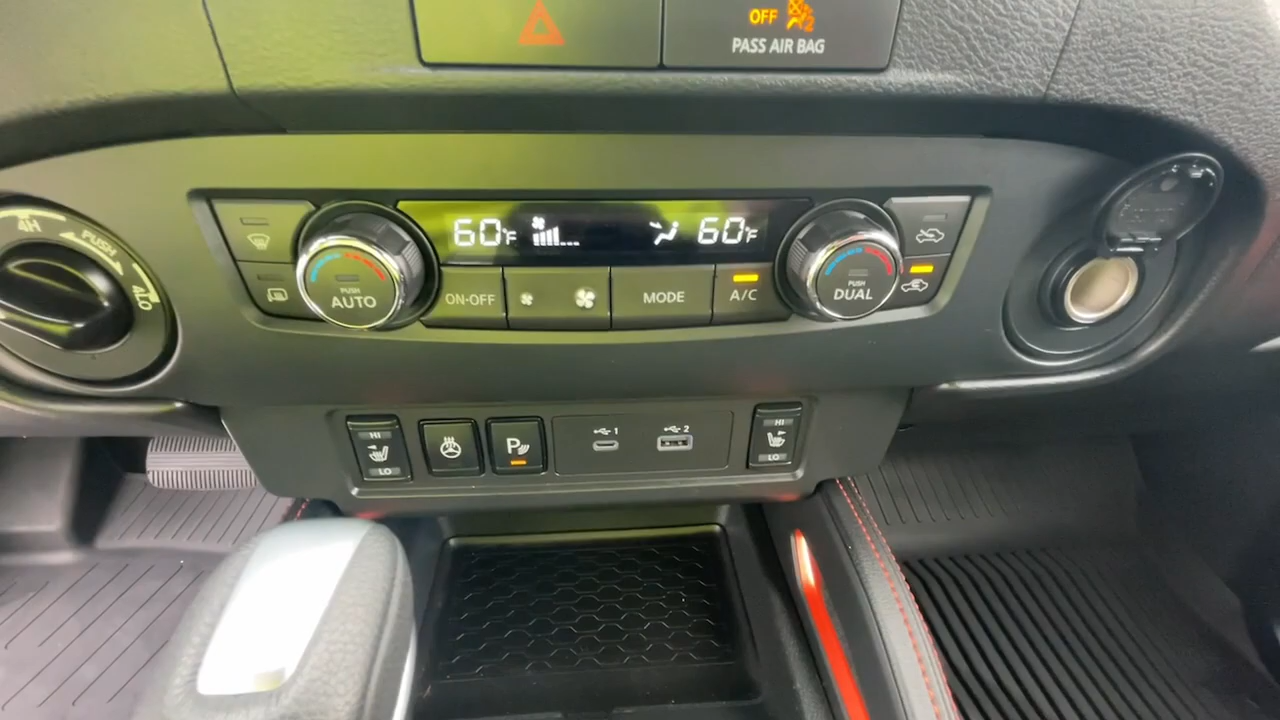 OFF
2
PASS AIR BAG
4H
PUSH
4LO
60°F
60°F
PUSH
AUTO
ON·OFF
MODE
A/C
PUSH
DUAL
HI
LO
P
1
2
HI
LO